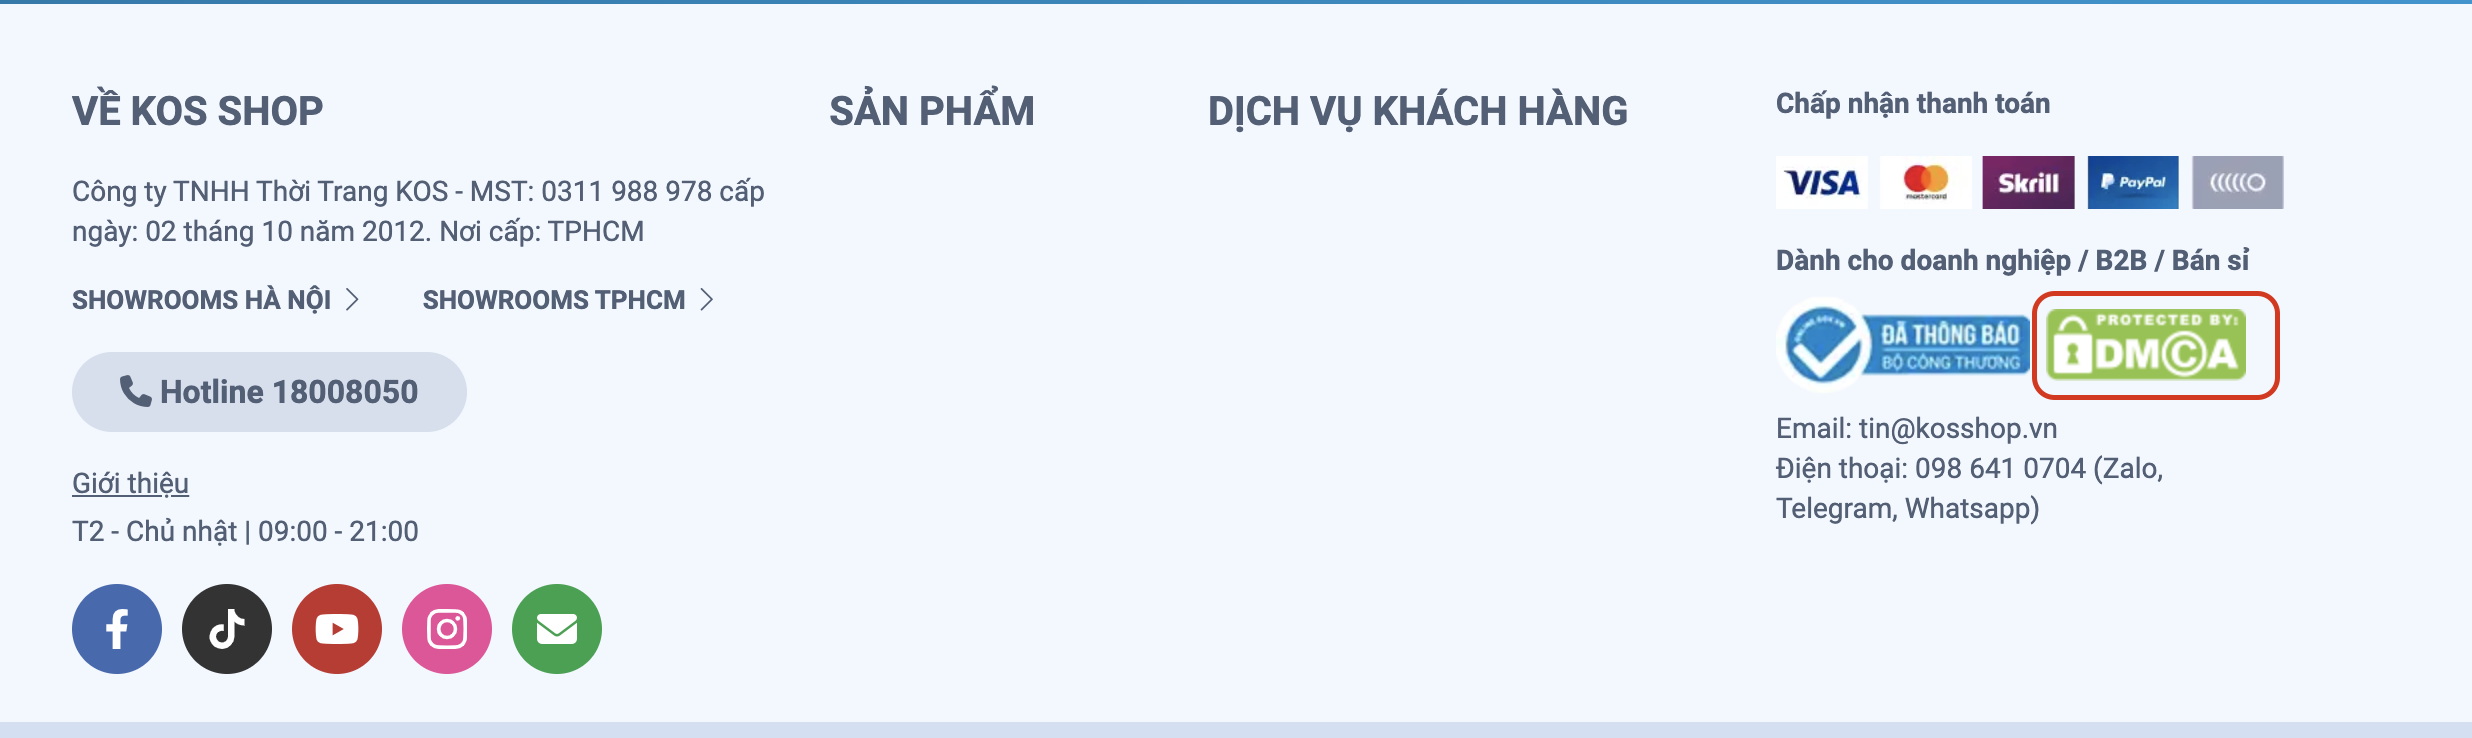 VỀ KOS SHOP
Công ty TNHH Thời Trang KOS - MST: 0311 988 978 cấp
ngày: 02 tháng 10 năm 2012. Nơi cấp: TPHCM
SHOWROOMS HÀ NỘI
SHOWROOMS TPHCM
Hotline 18008050
Giới thiệu
T2 - Chủ nhật | 09:00 - 21:00
SẢN PHẨM
DỊCH VỤ KHÁCH HÀNG
Chấp nhận thanh toán
VISA
mastercard
Skrill
PayPal
Dành cho doanh nghiệp / B2B / Bán sỉ
ONLINE.GOV.VN
ĐÃ THÔNG BÁO
BỘ CÔNG THƯƠNG
PROTECTED BY:
DMCA
Email: tin@kosshop.vn
Điện thoại: 098 641 0704 (Zalo,
Telegram, Whatsapp)